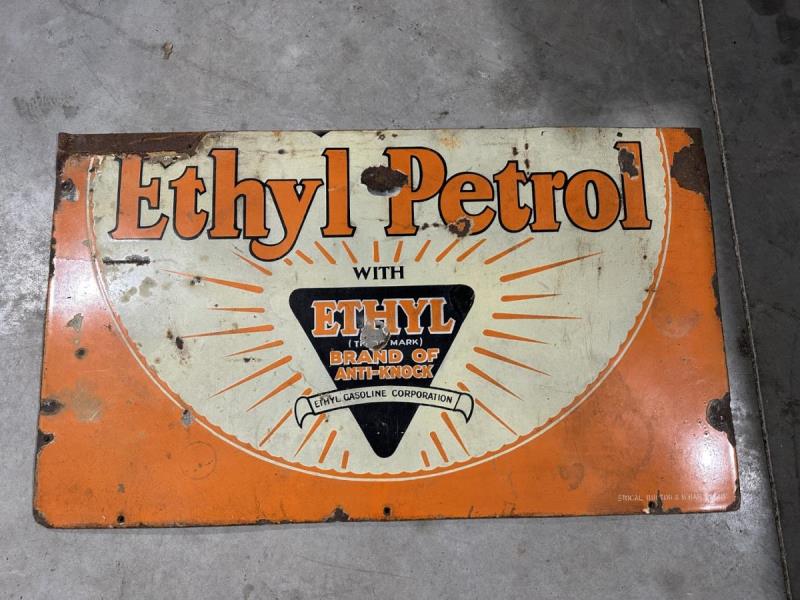 Ethyl Petrol
WITH
ETHYL
(TRADE MARK)
BRAND OF
ANTI-KNOCK
ETHYL GASOLINE CORPORATION